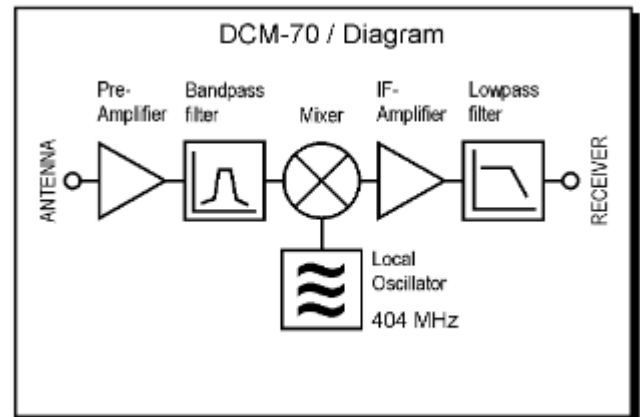 DCM-70 / Diagram
Pre-
Amplifier
Bandpass
filter
Mixer
IF-
Amplifier
Lowpass
filter
ANTENNA
RECEIVER
Local
Oscillator
404 MHz